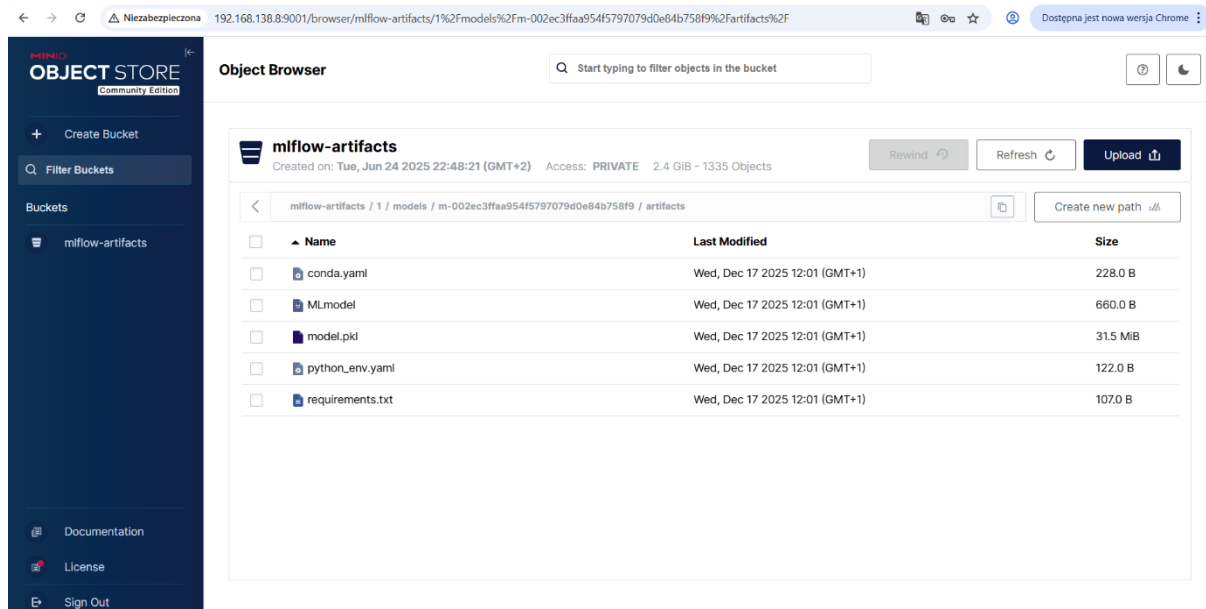 Niezabezpieczona 192.168.138.8:9001/browser/mlflow-artifacts/1%2Fmodels%2Fm-002ec3ffaa954f5797079d0e84b758f9%2Fartifacts%2F Dostępna jest nowa wersja Chrome
MINIO
OBJECT STORE
Community Edition
Create Bucket
Filter Buckets
Buckets
mlflow-artifacts
Documentation
License
Sign Out
Object Browser
Start typing to filter objects in the bucket
mlflow-artifacts
Created on: Tue, Jun 24 2025 22:48:21 (GMT+2) Access: PRIVATE 2.4 GiB - 1335 Objects
Rewind Refresh Upload
mlflow-artifacts / 1 / models / m-002ec3ffaa954f5797079d0e84b758f9 / artifacts
Create new path
Name Last Modified Size
conda.yaml Wed, Dec 17 2025 12:01 (GMT+1) 228.0 B
MLmodel Wed, Dec 17 2025 12:01 (GMT+1) 660.0 B
model.pkl Wed, Dec 17 2025 12:01 (GMT+1) 31.5 MiB
python_env.yaml Wed, Dec 17 2025 12:01 (GMT+1) 122.0 B
requirements.txt Wed, Dec 17 2025 12:01 (GMT+1) 107.0 B